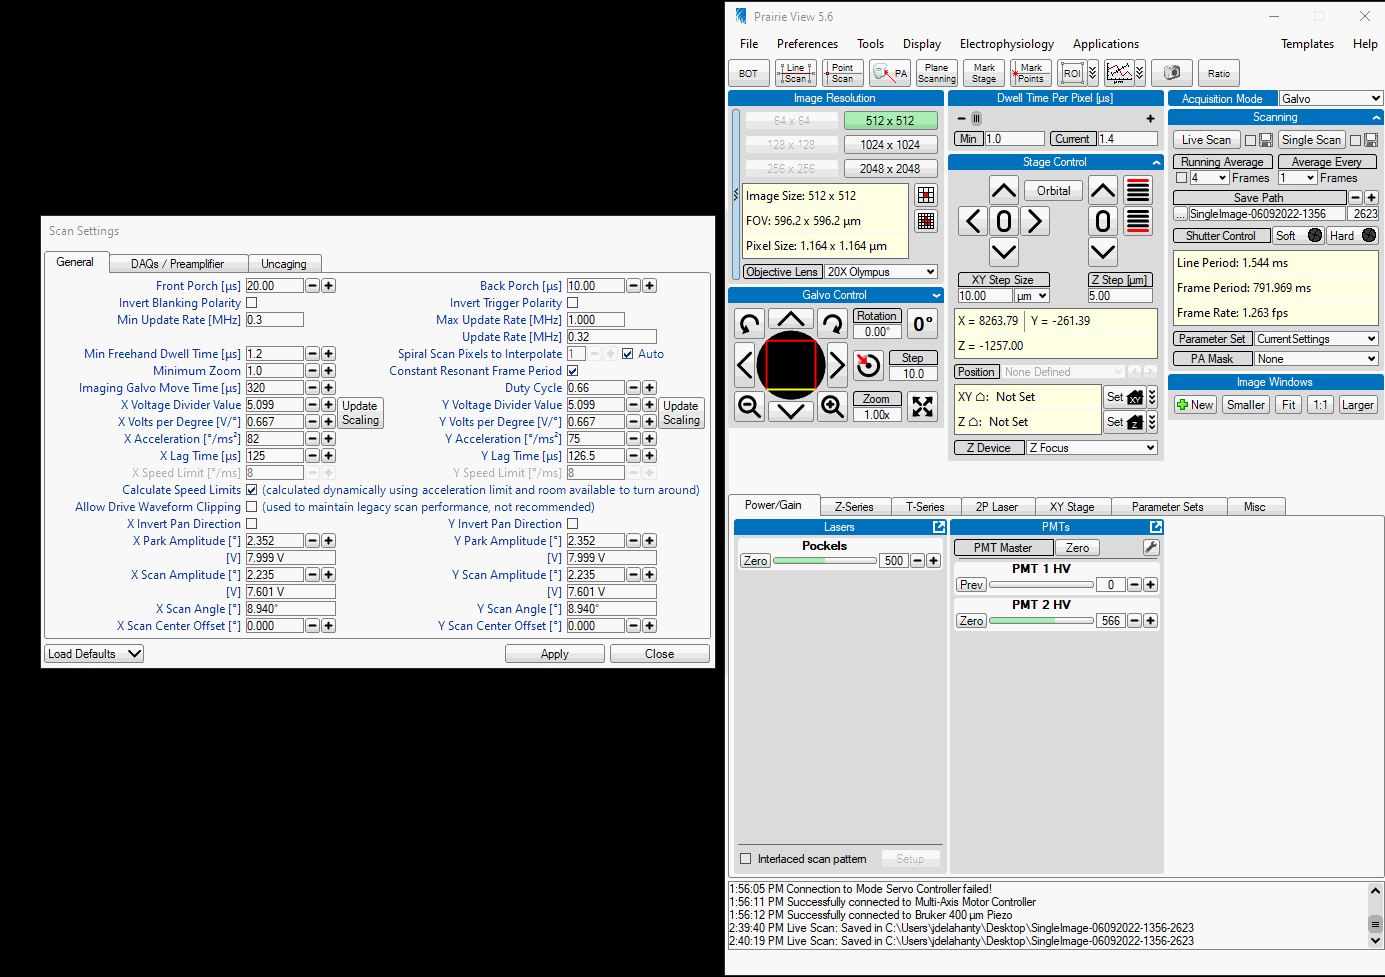 Prairie View 5.6
File Preferences Tools Display Electrophysiology Applications Templates Help
BOT Line Scan Point Scan PA Plane Scanning Mark Stage Mark Points ROI Ratio
Image Resolution
64 x 64 512 x 512
128 x 128 1024 x 1024
256 x 256 2048 x 2048
Image Size: 512 x 512
FOV: 596.2 x 596.2 µm
Pixel Size: 1.164 x 1.164 µm
Objective Lens 20X Olympus
Galvo Control
Rotation
0.00° 0°
Step
10.0
Zoom
1.00x
Dwell Time Per Pixel [µs]
Min 1.0 Current 1.4
Stage Control
Orbital
0 0
XY Step Size Z Step [µm]
10.00 µm 5.00
X = 8263.79 Y = -261.39
Z = -1257.00
Position None Defined
XY Not Set Set XY
Z Not Set Set Z
Z Device Z Focus
Acquisition Mode Galvo
Scanning
Live Scan Single Scan
Running Average Average Every
4 Frames 1 Frames
Save Path
... SingleImage-06092022-1356 2623
Shutter Control Soft Hard
Line Period: 1.544 ms
Frame Period: 791.969 ms
Frame Rate: 1.263 fps
Parameter Set CurrentSettings
PA Mask None
Image Windows
New Smaller Fit 1:1 Larger
Scan Settings
General DAQs / Preamplifier Uncaging
Front Porch [µs] 20.00 Back Porch [µs] 10.00
Invert Blanking Polarity Invert Trigger Polarity
Min Update Rate [MHz] 0.3 Max Update Rate [MHz] 1.000
Update Rate [MHz] 0.32
Min Freehand Dwell Time [µs] 1.2 Spiral Scan Pixels to Interpolate 1 Auto
Minimum Zoom 1.0 Constant Resonant Frame Period
Imaging Galvo Move Time [µs] 320 Duty Cycle 0.66
X Voltage Divider Value 5.099 Update Scaling Y Voltage Divider Value 5.099 Update Scaling
X Volts per Degree [V/°] 0.667 Y Volts per Degree [V/°] 0.667
X Acceleration [°/ms²] 82 Y Acceleration [°/ms²] 75
X Lag Time [µs] 125 Y Lag Time [µs] 126.5
X Speed Limit [°/ms] 8 Y Speed Limit [°/ms] 8
Calculate Speed Limits (calculated dynamically using acceleration limit and room available to turn around)
Allow Drive Waveform Clipping (used to maintain legacy scan performance, not recommended)
X Invert Pan Direction Y Invert Pan Direction
X Park Amplitude [°] 2.352 Y Park Amplitude [°] 2.352
[V] 7.999 V [V] 7.999 V
X Scan Amplitude [°] 2.235 Y Scan Amplitude [°] 2.235
[V] 7.601 V [V] 7.601 V
X Scan Angle [°] 8.940° Y Scan Angle [°] 8.940°
X Scan Center Offset [°] 0.000 Y Scan Center Offset [°] 0.000
Load Defaults Apply Close
Power/Gain Z-Series T-Series 2P Laser XY Stage Parameter Sets Misc
Lasers PMTs
Pockels
Zero 500
PMT Master Zero
PMT 1 HV
Prev 0
PMT 2 HV
Zero 566
Interlaced scan pattern Setup
1:56:05 PM Connection to Mode Servo Controller failed!
1:56:11 PM Successfully connected to Multi-Axis Motor Controller
1:56:12 PM Successfully connected to Bruker 400 µm Piezo
2:39:40 PM Live Scan: Saved in C:\Users\jdelahanty\Desktop\SingleImage-06092022-1356-2623
2:40:19 PM Live Scan: Saved in C:\Users\jdelahanty\Desktop\SingleImage-06092022-1356-2623